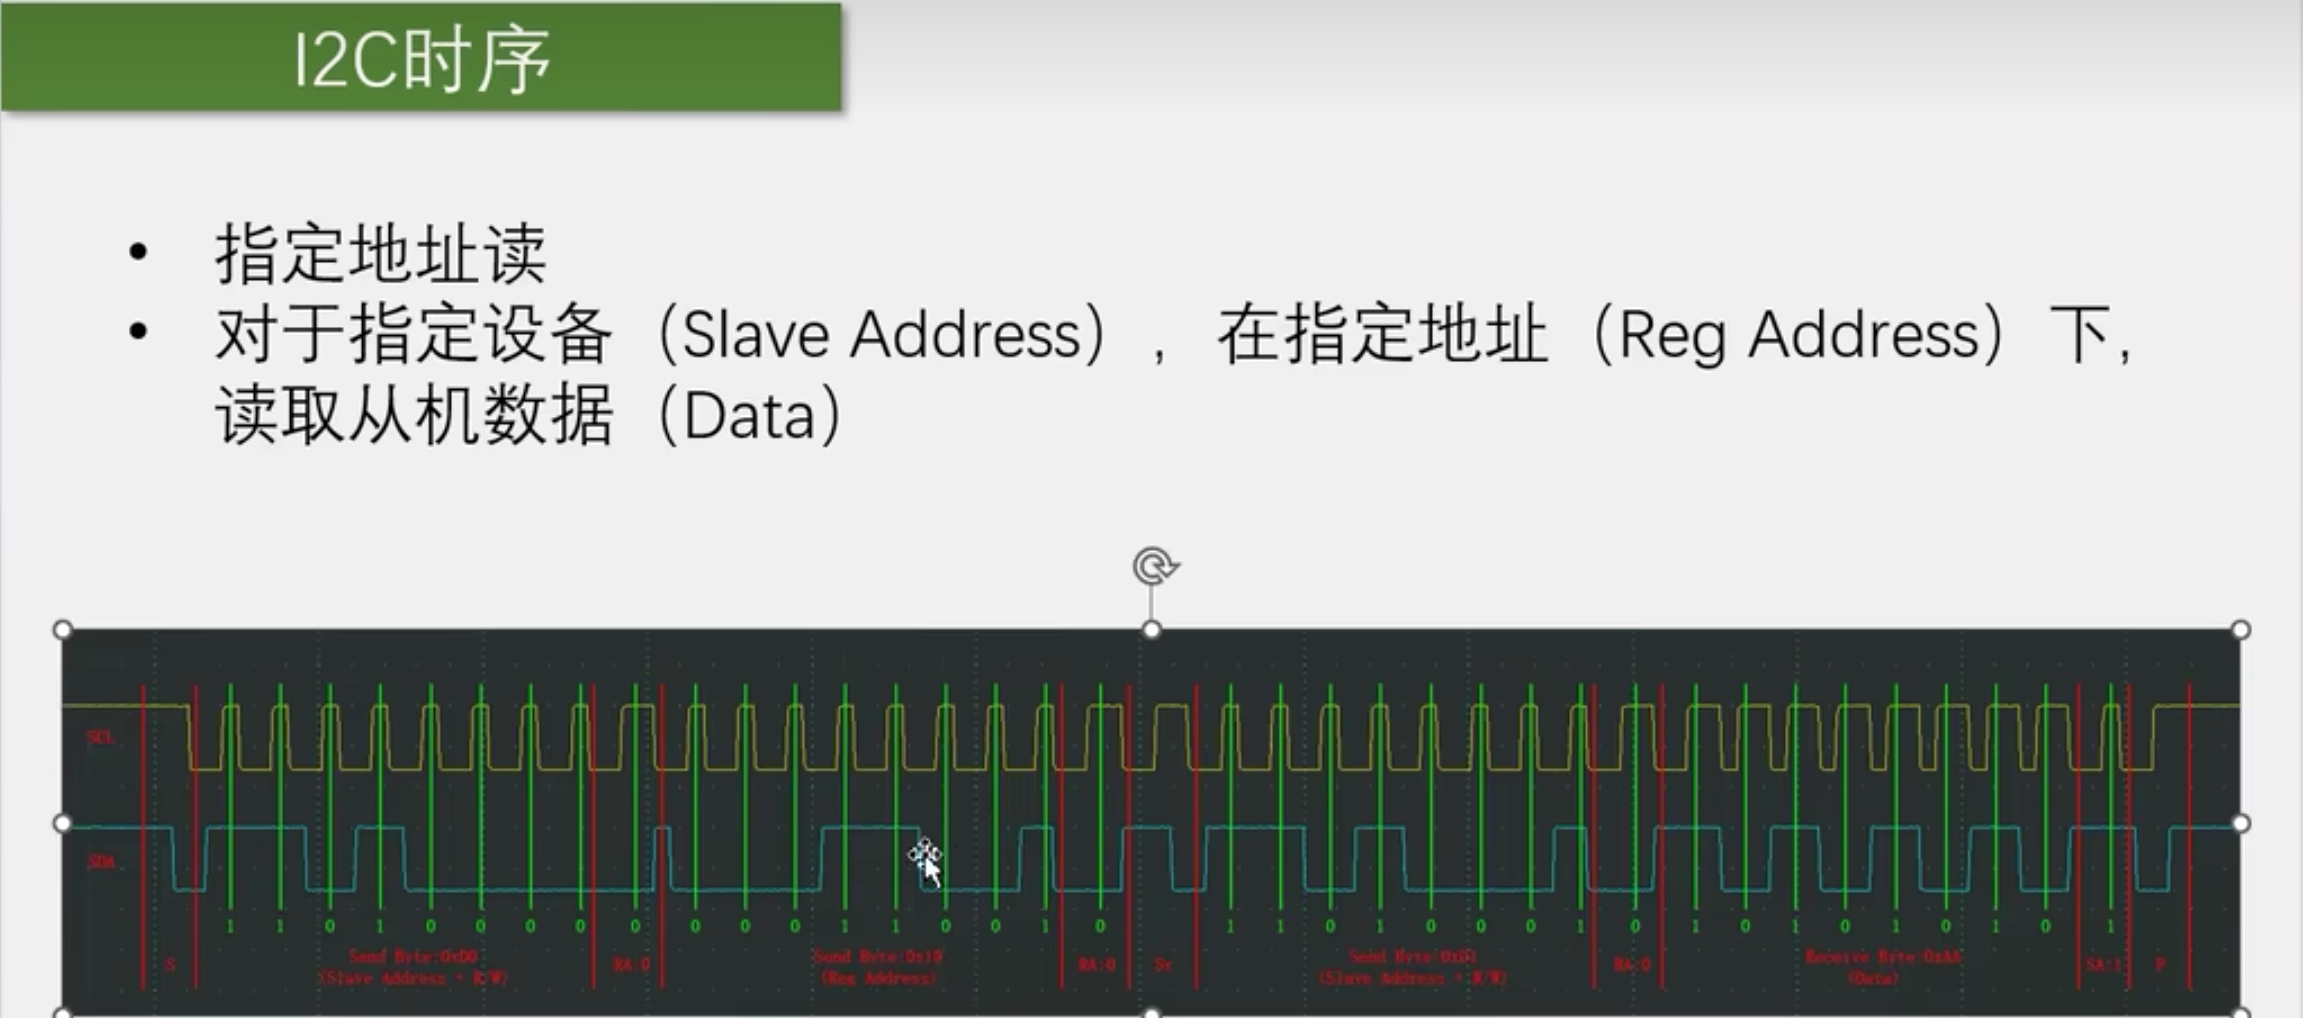 I2C时序
• 指定地址读
• 对于指定设备（Slave Address），在指定地址（Reg Address）下，
读取从机数据（Data）
SCL
SDA
1 1 0 1 0 0 0 0 0 0 0 0 1 1 0 0 1 0 1 1 0 1 0 0 0 1 0 1 0 1 0 1 0 1 0 1
S Send Byte:0xD0 RA:0 Send Byte:0x19 RA:0 Sr Send Byte:0xD1 RA:0 Receive Byte:0xAA SA:1 P
(Slave Address + R/W) (Reg Address) (Slave Address + R/W) (Data)